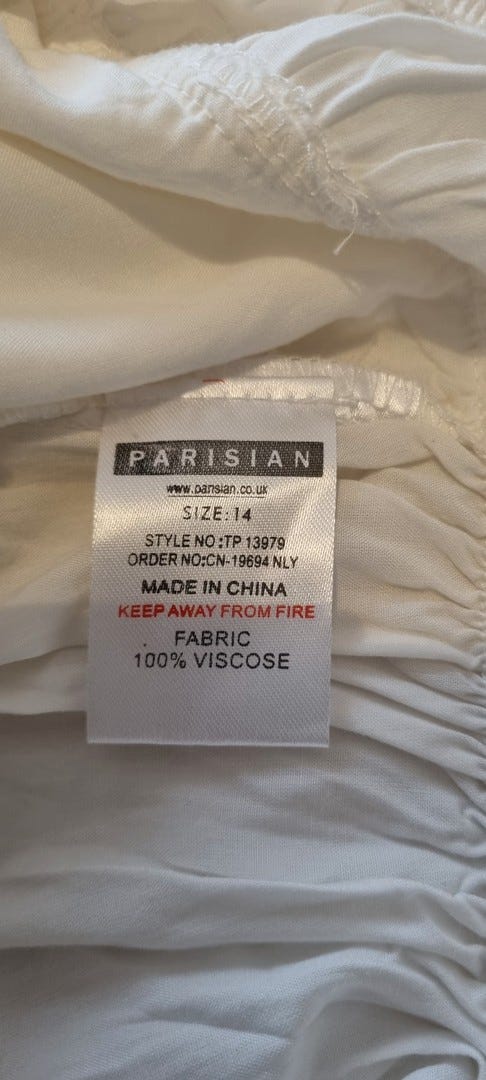 PARISIAN
www.parisian.co.uk
SIZE:14
STYLE NO:TP 13979
ORDER NO:CN-19694 NLY
MADE IN CHINA
KEEP AWAY FROM FIRE
FABRIC
100% VISCOSE